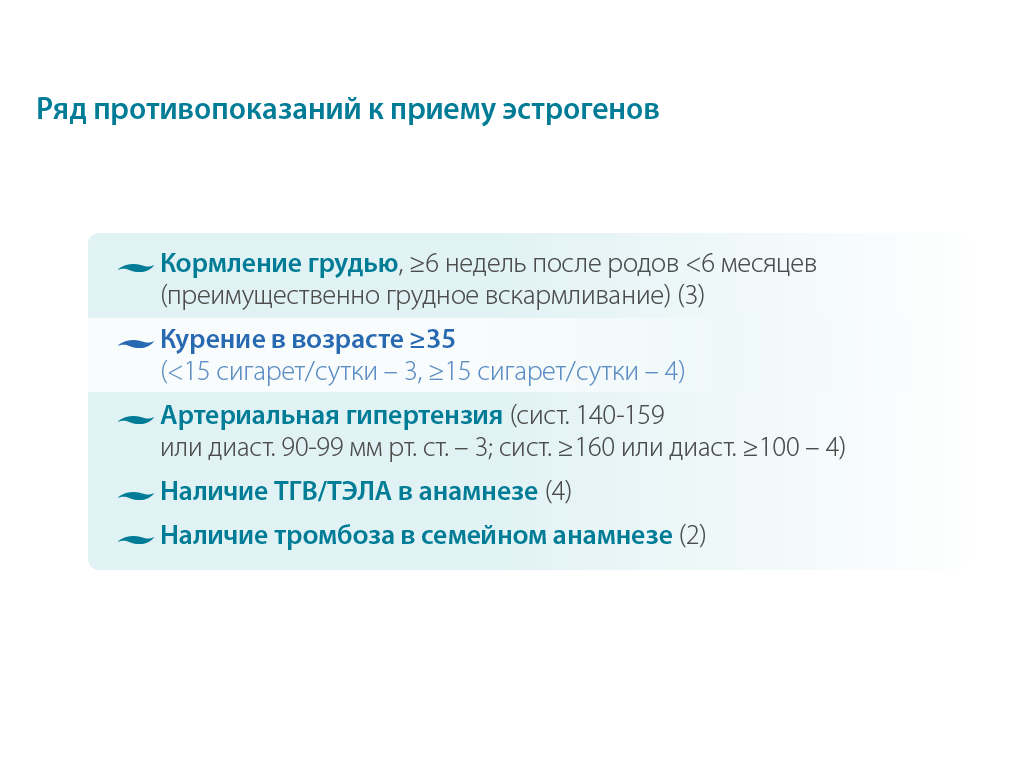 Ряд противопоказаний к приему эстрогенов
Кормление грудью, ≥6 недель после родов <6 месяцев
(преимущественно грудное вскармливание) (3)
Курение в возрасте ≥35
(<15 сигарет/сутки – 3, ≥15 сигарет/сутки – 4)
Артериальная гипертензия (сист. 140-159
или диаст. 90-99 мм рт. ст. – 3; сист. ≥160 или диаст. ≥100 – 4)
Наличие ТГВ/ТЭЛА в анамнезе (4)
Наличие тромбоза в семейном анамнезе (2)